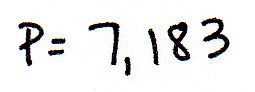 P = 7,183